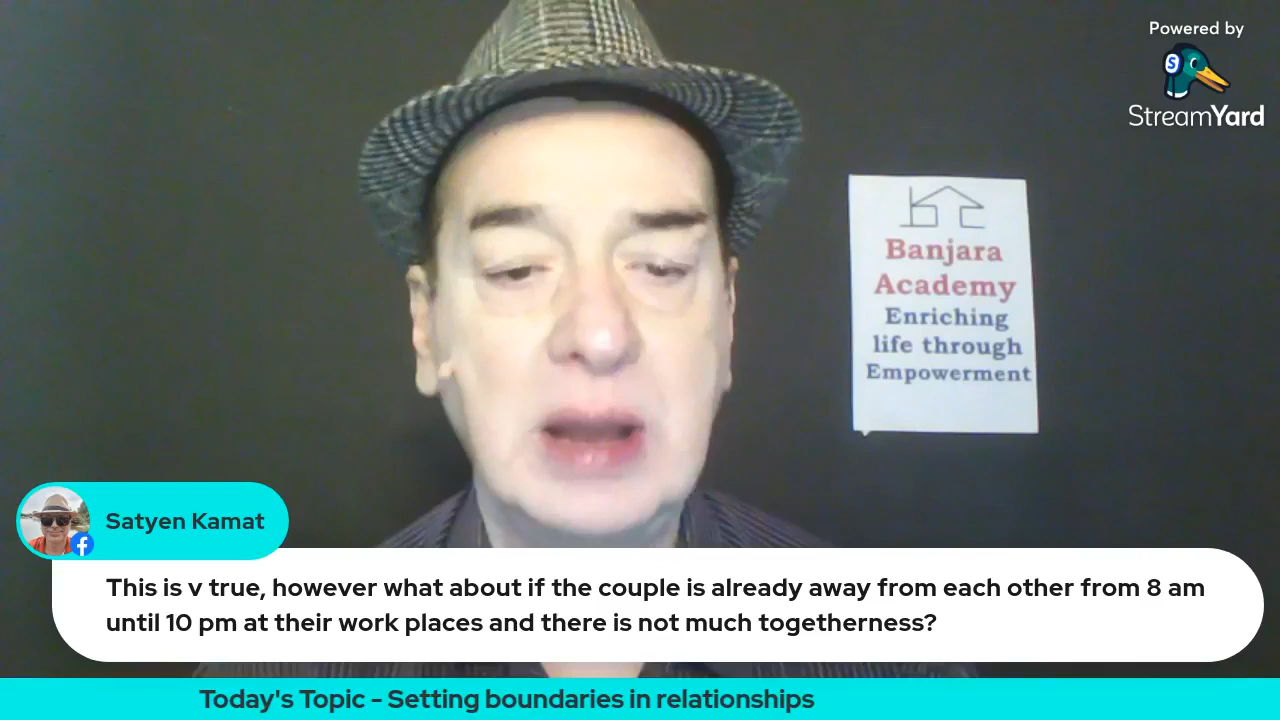 Powered by
S
StreamYard
Banjara
Academy
Enriching
life through
Empowerment
Satyen Kamat
This is v true, however what about if the couple is already away from each other from 8 am
until 10 pm at their work places and there is not much togetherness?
Today's Topic - Setting boundaries in relationships